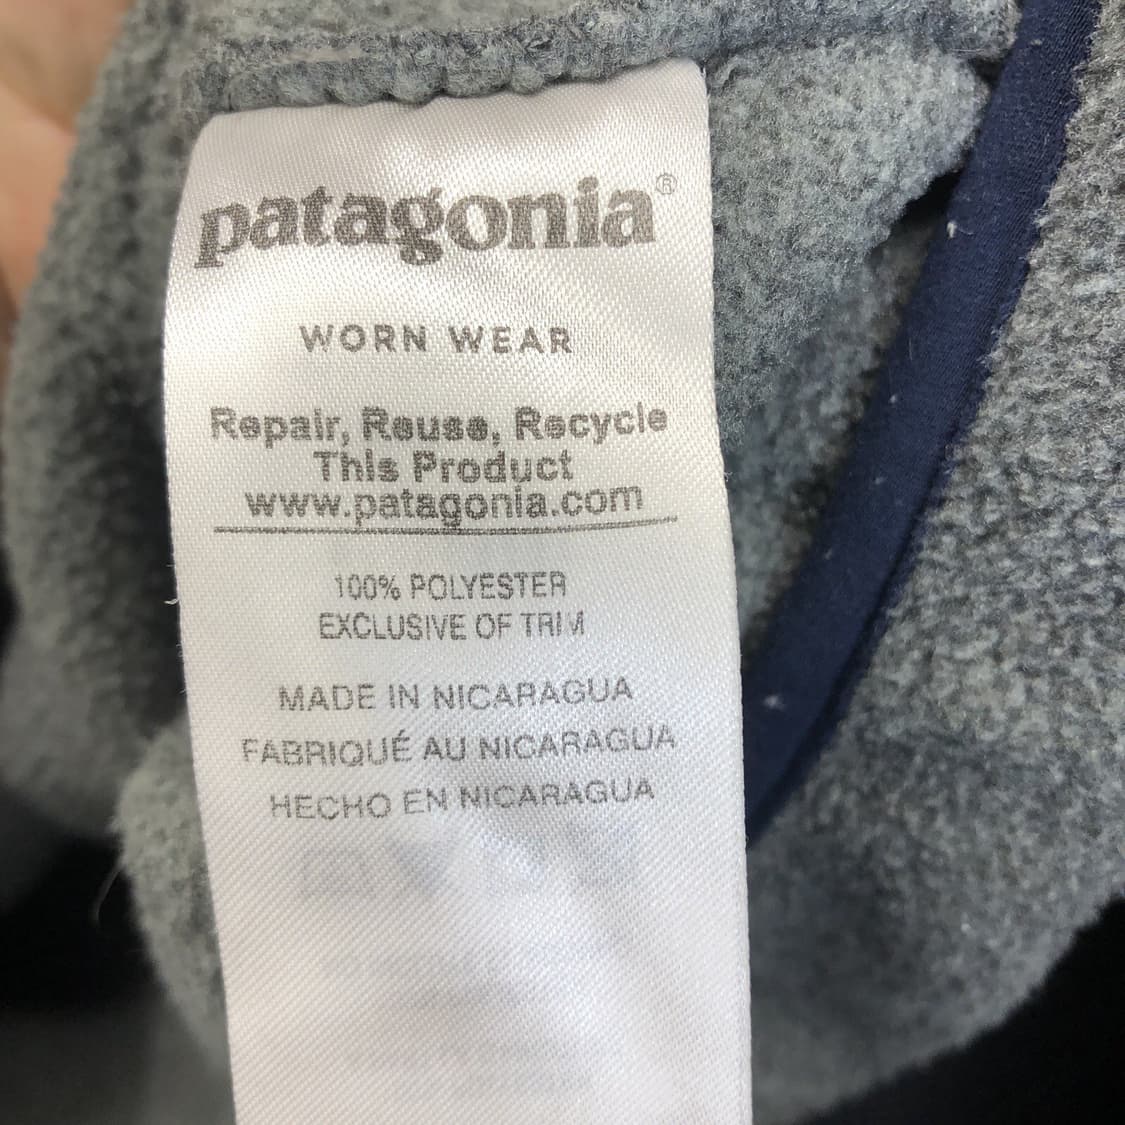 patagonia®
WORN WEAR
Repair, Reuse, Recycle
This Product
www.patagonia.com
100% POLYESTER
EXCLUSIVE OF TRIM
MADE IN NICARAGUA
FABRIQUÉ AU NICARAGUA
HECHO EN NICARAGUA